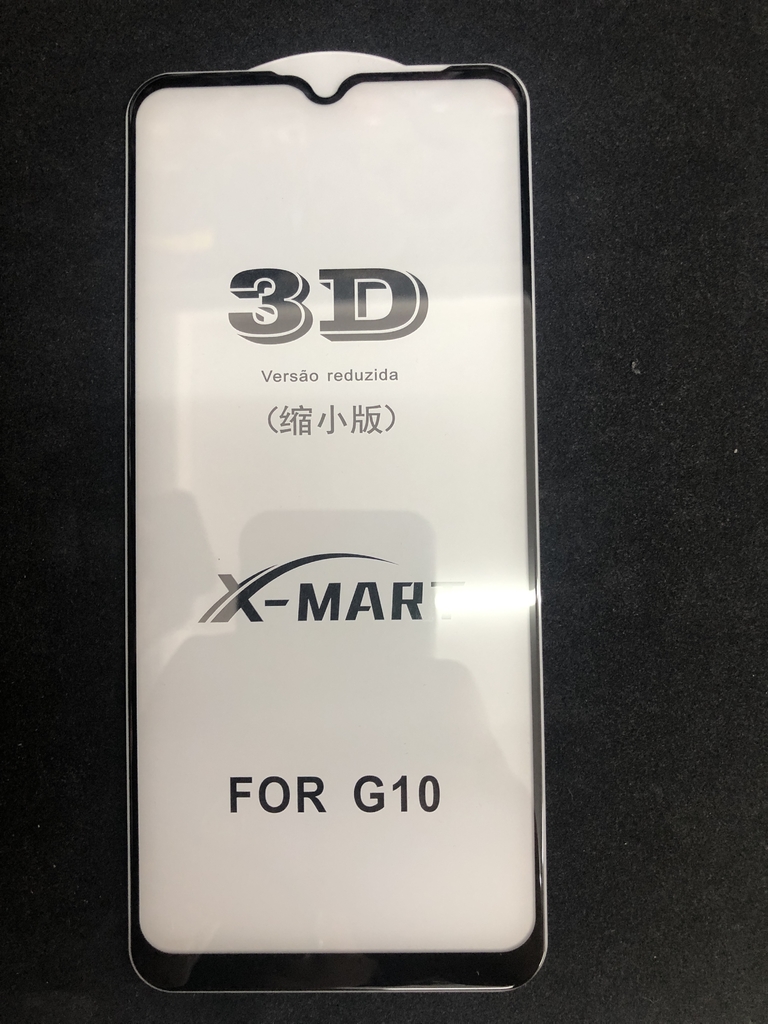 3D
Versão reduzida
（缩小版）
X-MART
FOR G10